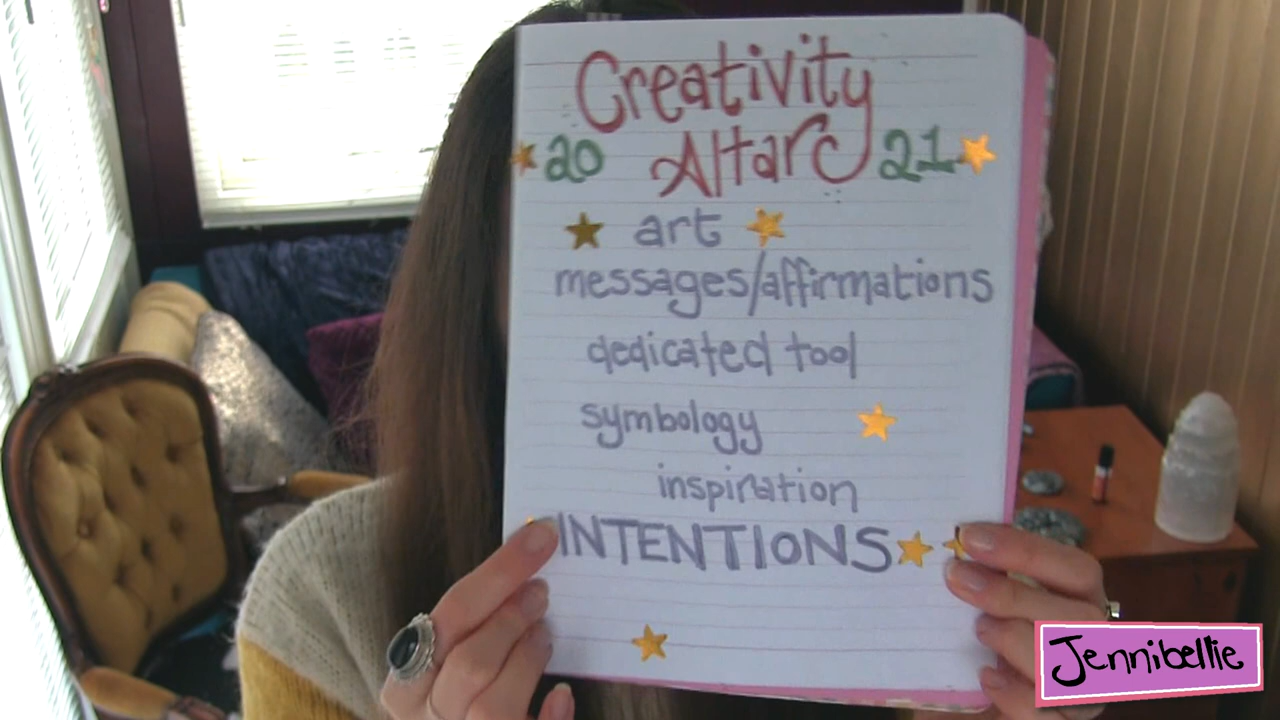 Creativity
20 Altar 21
art
messages/affirmations
dedicated tool
symbology
inspiration
INTENTIONS
Jennibellie